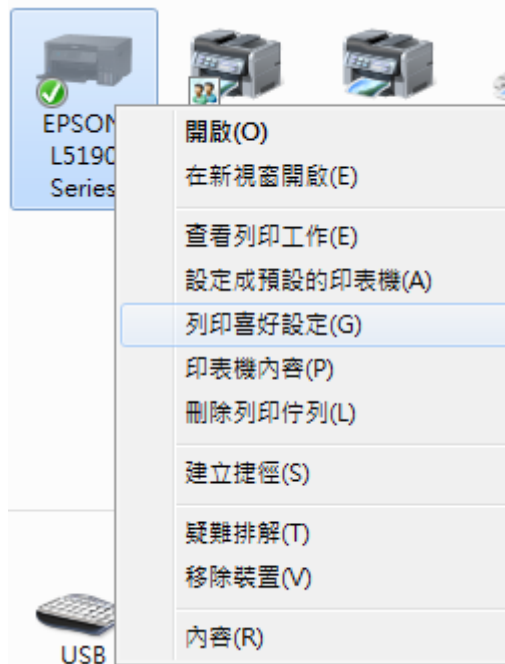 EPSON
L5190
Series
開啟(O)
在新視窗開啟(E)
查看列印工作(E)
設定成預設的印表機(A)
列印喜好設定(G)
印表機內容(P)
刪除列印佇列(L)
建立捷徑(S)
疑難排解(T)
移除裝置(V)
內容(R)
USB